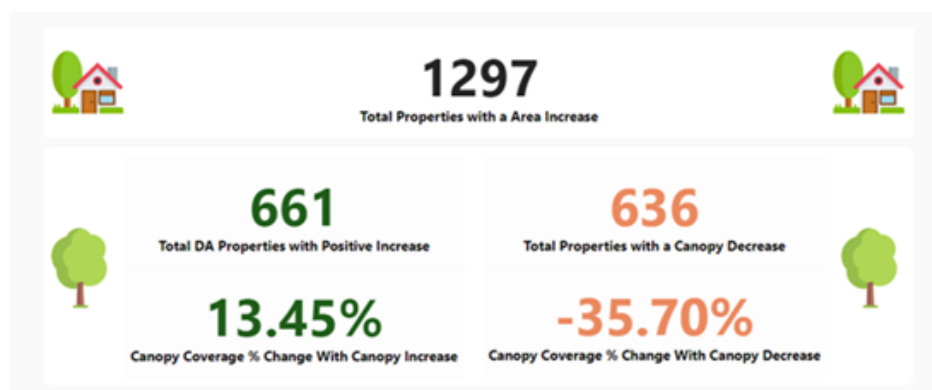 1297
Total Properties with a Area Increase
661
Total DA Properties with Positive Increase
13.45%
Canopy Coverage % Change With Canopy Increase
636
Total Properties with a Canopy Decrease
-35.70%
Canopy Coverage % Change With Canopy Decrease